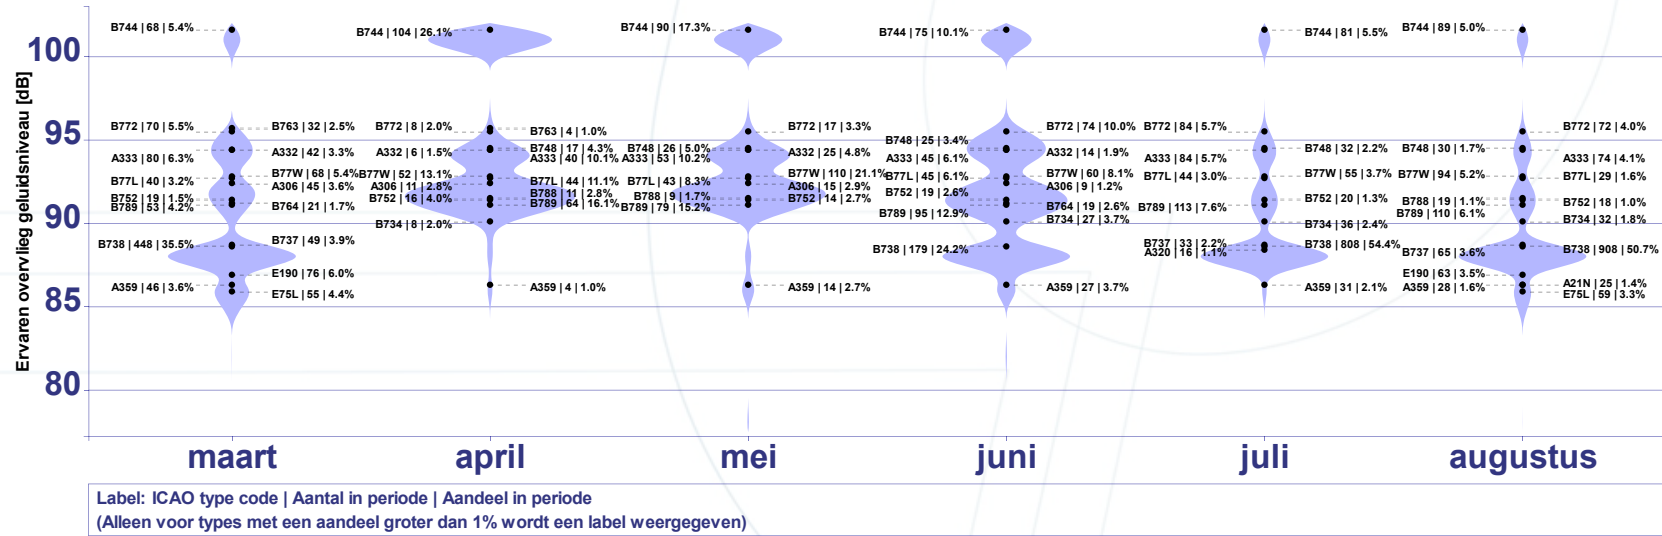 Ervaren overvlieg geluidsniveau [dB]
100
95
90
85
80
B744 | 68 | 5.4%
B772 | 70 | 5.5%
B763 | 32 | 2.5%
A333 | 80 | 6.3%
A332 | 42 | 3.3%
B77L | 40 | 3.2%
B77W | 68 | 5.4%
A306 | 45 | 3.6%
B752 | 19 | 1.5%
B789 | 53 | 4.2%
B764 | 21 | 1.7%
B738 | 448 | 35.5%
B737 | 49 | 3.9%
E190 | 76 | 6.0%
A359 | 46 | 3.6%
E75L | 55 | 4.4%
B744 | 104 | 26.1%
B772 | 8 | 2.0%
B763 | 4 | 1.0%
B748 | 17 | 4.3%
A332 | 6 | 1.5%
A333 | 40 | 10.1%
B77W | 52 | 13.1%
B77L | 44 | 11.1%
A306 | 11 | 2.8%
B788 | 11 | 2.8%
B752 | 16 | 4.0%
B789 | 64 | 16.1%
B734 | 8 | 2.0%
A359 | 4 | 1.0%
B744 | 90 | 17.3%
B772 | 17 | 3.3%
B748 | 26 | 5.0%
A332 | 25 | 4.8%
A333 | 53 | 10.2%
B77W | 110 | 21.1%
B77L | 43 | 8.3%
A306 | 15 | 2.9%
B788 | 9 | 1.7%
B752 | 14 | 2.7%
B789 | 79 | 15.2%
A359 | 14 | 2.7%
B744 | 75 | 10.1%
B772 | 74 | 10.0%
B748 | 25 | 3.4%
A332 | 14 | 1.9%
A333 | 45 | 6.1%
B77W | 60 | 8.1%
B77L | 45 | 6.1%
A306 | 9 | 1.2%
B752 | 19 | 2.6%
B764 | 19 | 2.6%
B789 | 95 | 12.9%
B734 | 27 | 3.7%
B738 | 179 | 24.2%
A359 | 27 | 3.7%
B744 | 81 | 5.5%
B772 | 84 | 5.7%
B748 | 32 | 2.2%
A333 | 84 | 5.7%
B77W | 55 | 3.7%
B77L | 44 | 3.0%
B752 | 20 | 1.3%
B789 | 113 | 7.6%
B734 | 36 | 2.4%
B737 | 33 | 2.2%
B738 | 808 | 54.4%
A320 | 16 | 1.1%
A359 | 31 | 2.1%
B744 | 89 | 5.0%
B772 | 72 | 4.0%
B748 | 30 | 1.7%
A333 | 74 | 4.1%
B77W | 94 | 5.2%
B77L | 29 | 1.6%
B788 | 19 | 1.1%
B752 | 18 | 1.0%
B789 | 110 | 6.1%
B734 | 32 | 1.8%
B737 | 65 | 3.6%
B738 | 908 | 50.7%
E190 | 63 | 3.5%
A21N | 25 | 1.4%
A359 | 28 | 1.6%
E75L | 59 | 3.3%
maart
april
mei
juni
juli
augustus
Label: ICAO type code | Aantal in periode | Aandeel in periode
(Alleen voor types met een aandeel groter dan 1% wordt een label weergegeven)